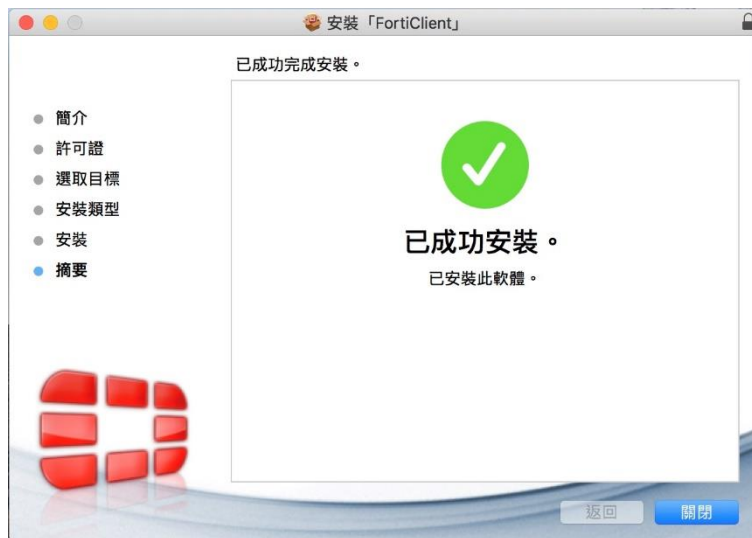 安裝「FortiClient」
已成功完成安裝。
簡介
許可證
選取目標
安裝類型
安裝
摘要
已成功安裝。
已安裝此軟體。
返回
關閉